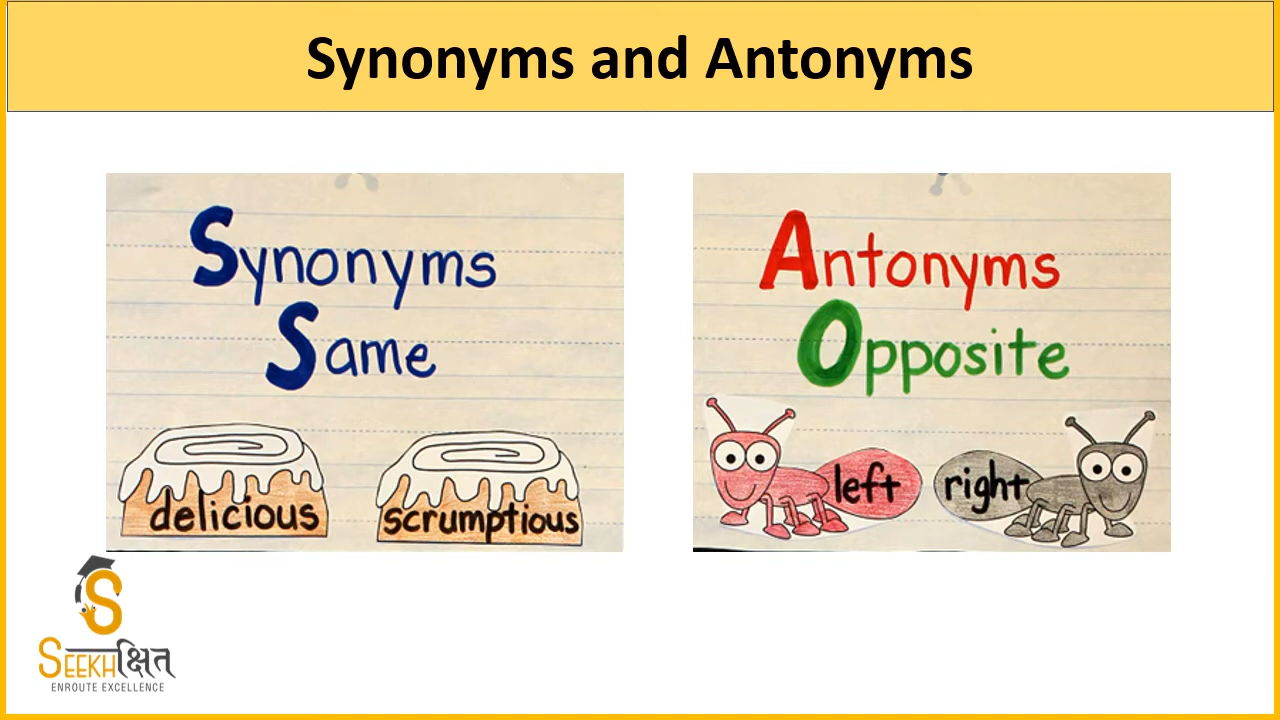 Synonyms and Antonyms
Synonyms
Same
delicious
scrumptious
Antonyms
Opposite
left
right
S
SEEKHक्षित
ENROUTE EXCELLENCE